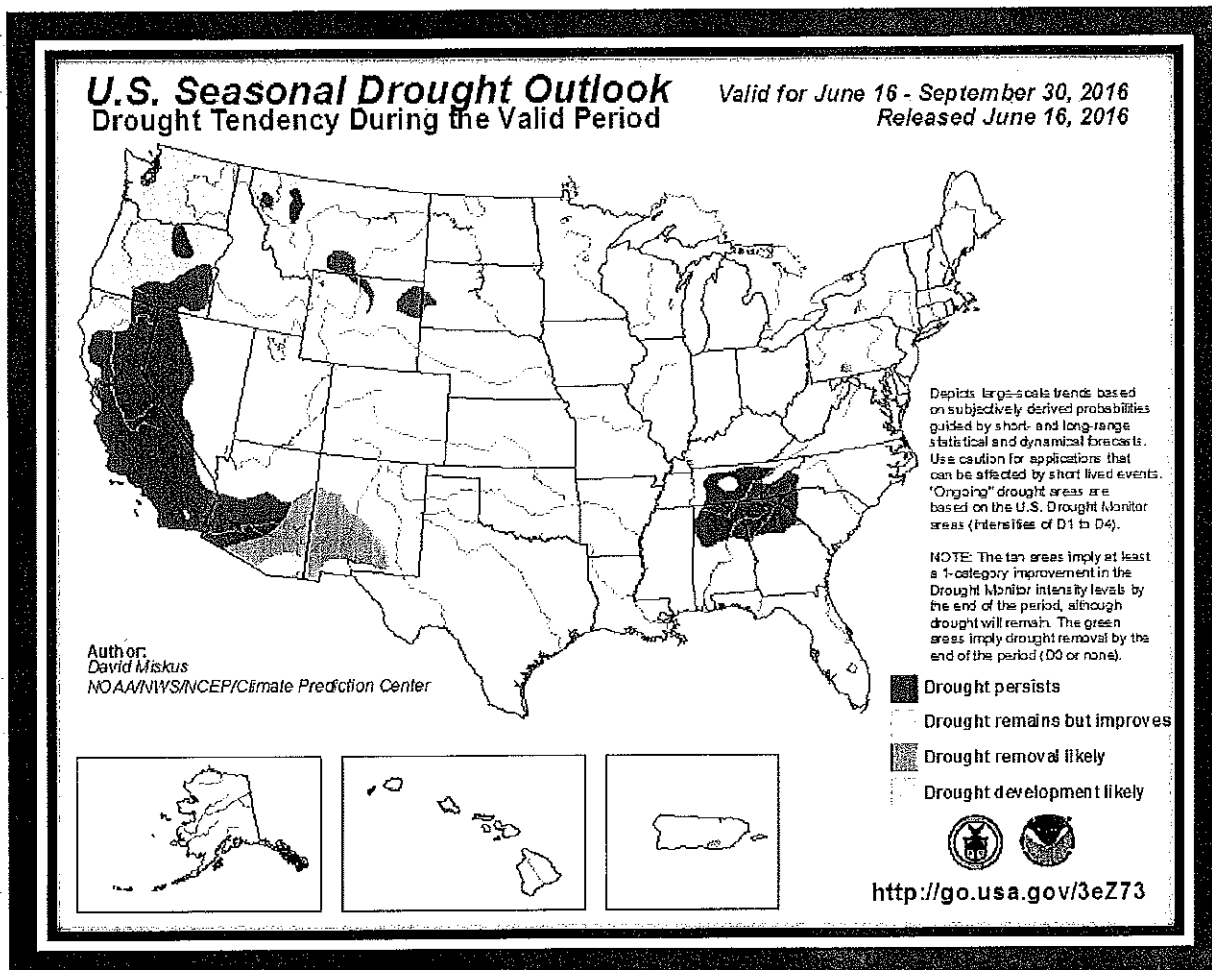 U.S. Seasonal Drought Outlook
Drought Tendency During the Valid Period
Valid for June 16 - September 30, 2016
Released June 16, 2016
Depicts large-scale trends based
on subjectively derived probabilities
guided by short- and long-range
statistical and dynamical forecasts.
Use caution for applications that
can be affected by short lived events.
"Ongoing" drought areas are
based on the U.S. Drought Monitor
areas (intensities of D1 to D4).
NOTE: The tan areas imply at least
a 1-category improvement in the
Drought Monitor intensity levels by
the end of the period, although
drought will remain. The green
areas imply drought removal by the
end of the period (D0 or none).
Author:
David Miskus
NOAA/NWS/NCEP/Climate Prediction Center
Drought persists
Drought remains but improves
Drought removal likely
Drought development likely
http://go.usa.gov/3eZ73